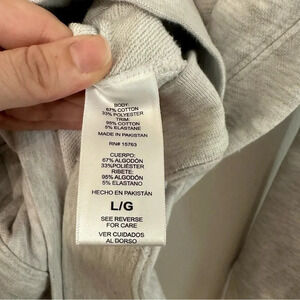 BODY
67% COTTON
33% POLYESTER
TRIM:
95% COTTON
5% ELASTANE
MADE IN PAKISTAN
RN# 15763
CUERPO:
67% ALGODÓN
33%POLIÉSTER
RIBETE:
95% ALGODÓN
5% ELASTANO
HECHO EN PAKISTÁN
L/G
SEE REVERSE
FOR CARE
VER CUIDADOS
AL DORSO